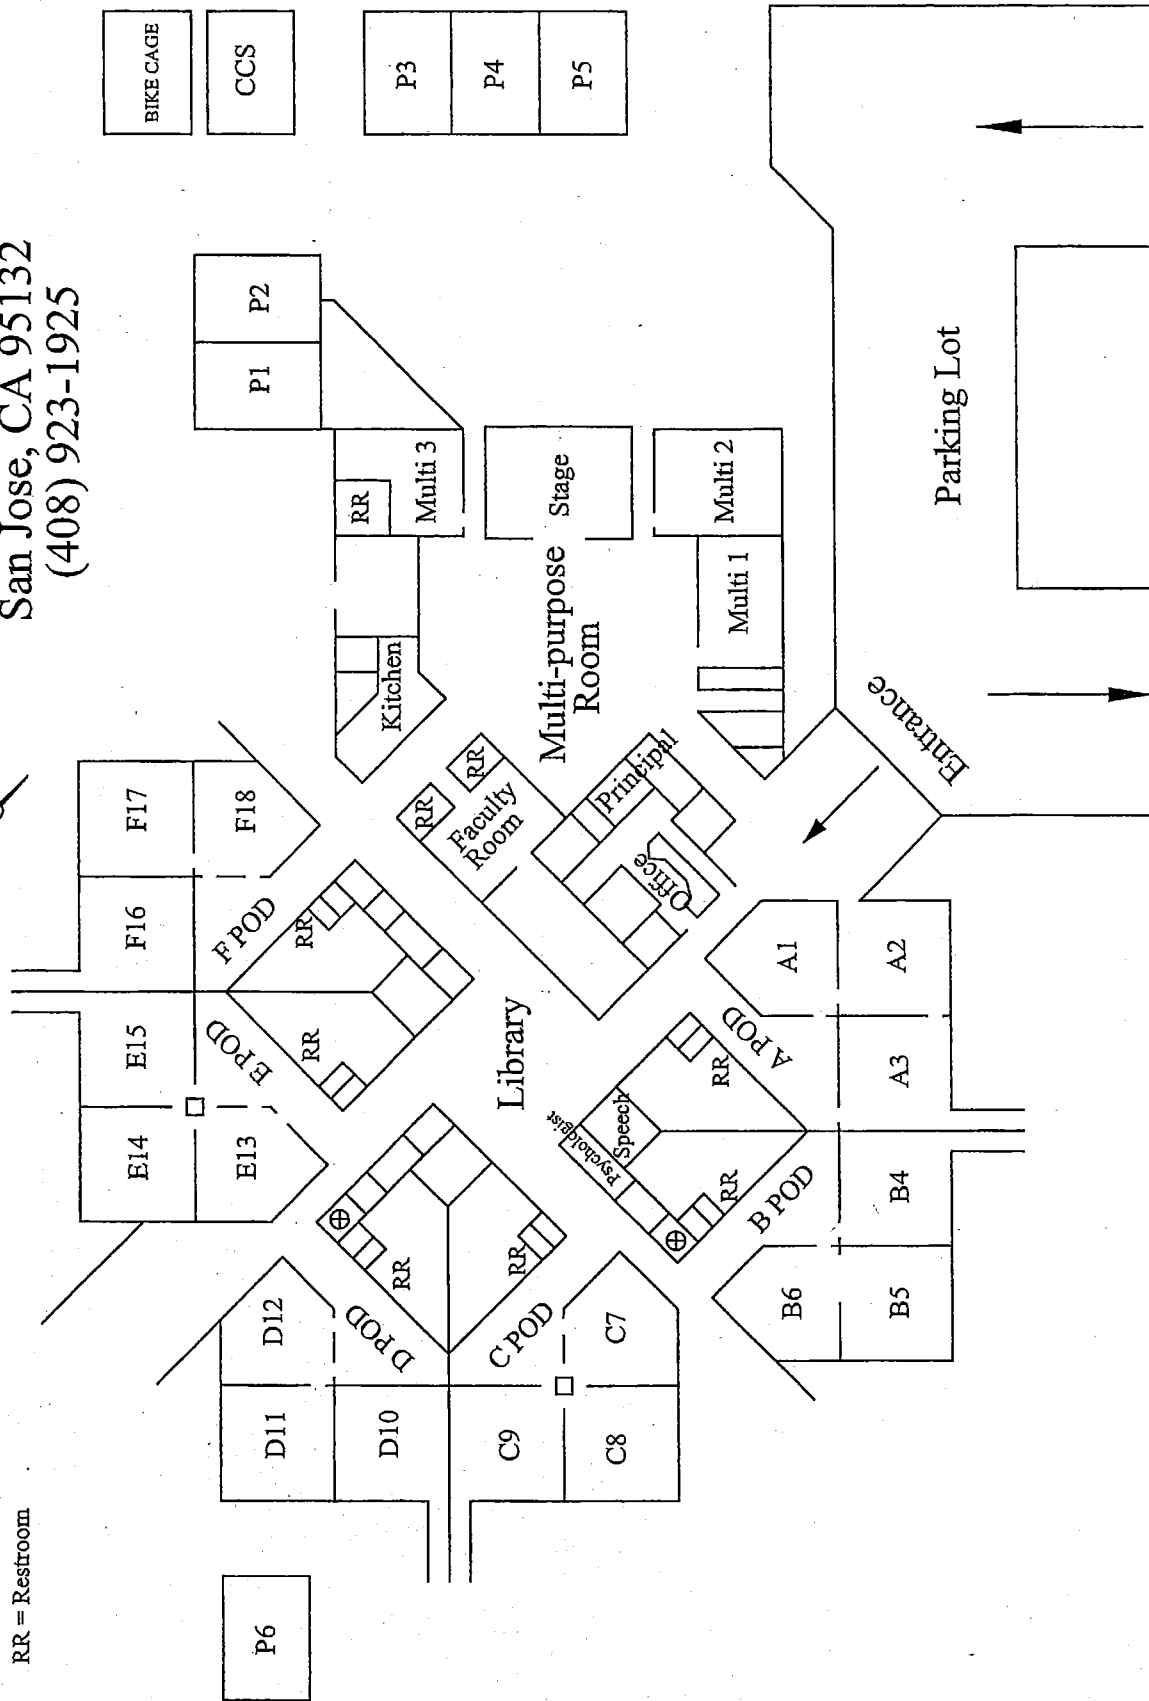 San Jose, CA 95132
(408) 923-1925
RR = Restroom
BIKE CAGE
CCS
P3
P4
P5
P1
P2
P6
F17
F18
F16
F POD
RR
E15
E14
E13
E POD
RR
D12
D11
D10
D POD
RR
C9
C8
C7
C POD
RR
B6
B5
B4
B POD
RR
A1
A2
A3
A POD
RR
Speech
Psychologist
Library
Kitchen
RR
Multi 3
Stage
Multi-purpose
Room
Multi 2
Multi 1
RR
RR
Faculty
Room
Principal
Office
Entrance
Parking Lot